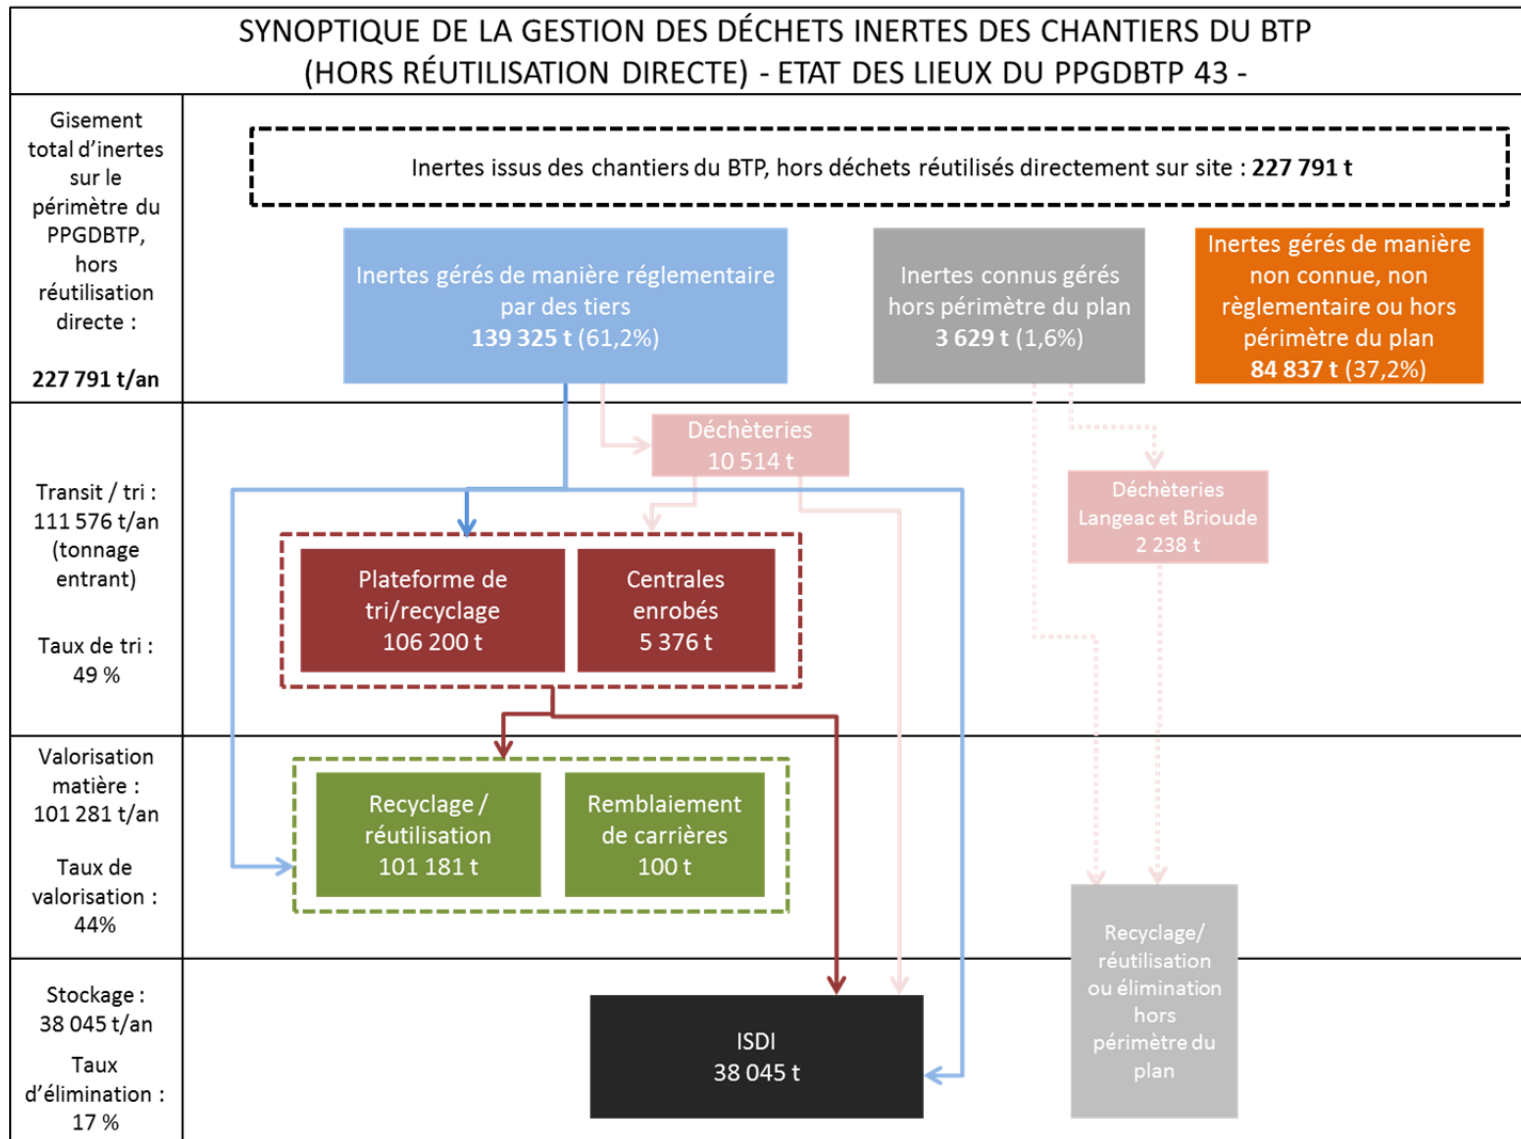 SYNOPTIQUE DE LA GESTION DES DÉCHETS INERTES DES CHANTIERS DU BTP
(HORS RÉUTILISATION DIRECTE) - ETAT DES LIEUX DU PPGDBTP 43 -
Gisement
total d’inertes
sur le
périmètre du
PPGDBTP,
hors
réutilisation
directe :
227 791 t/an
Inertes issus des chantiers du BTP, hors déchets réutilisés directement sur site : 227 791 t
Inertes gérés de manière réglementaire
par des tiers
139 325 t (61,2%)
Inertes connus gérés
hors périmètre du plan
3 629 t (1,6%)
Inertes gérés de manière
non connue, non
règlementaire ou hors
périmètre du plan
84 837 t (37,2%)
Transit / tri :
111 576 t/an
(tonnage
entrant)
Taux de tri :
49 %
Déchèteries
10 514 t
Déchèteries
Langeac et Brioude
2 238 t
Plateforme de
tri/recyclage
106 200 t
Centrales
enrobés
5 376 t
Valorisation
matière :
101 281 t/an
Taux de
valorisation :
44%
Recyclage /
réutilisation
101 181 t
Remblaiement
de carrières
100 t
Recyclage/
réutilisation
ou élimination
hors
périmètre du
plan
Stockage :
38 045 t/an
Taux
d’élimination :
17 %
ISDI
38 045 t